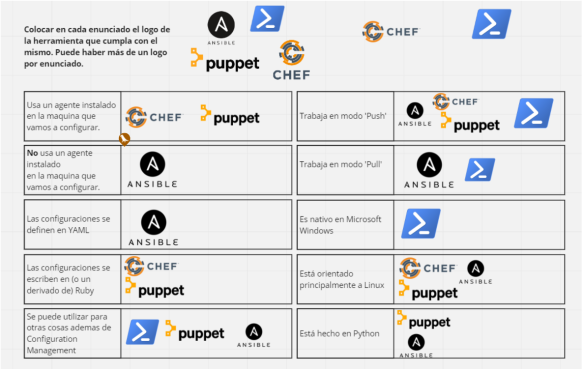 Colocar en cada enunciado el logo de
la herramienta que cumpla con el
mismo. Puede haber más de un logo
por enunciado.
ANSIBLE
puppet
CHEF
CHEF
Usa un agente instalado
en la maquina que
vamos a configurar.
CHEF
puppet
Trabaja en modo 'Push'
ANSIBLE
CHEF
puppet
No usa un agente
instalado
en la maquina que
vamos a configurar.
ANSIBLE
Trabaja en modo 'Pull'
ANSIBLE
Las configuraciones se
definen en YAML
ANSIBLE
Es nativo en Microsoft
Windows
Las configuraciones se
escriben en (o un
derivado de) Ruby
CHEF
puppet
Está orientado
principalmente a Linux
CHEF
puppet
ANSIBLE
Se puede utilizar para
otras cosas ademas de
Configuration
Management
puppet
ANSIBLE
Está hecho en Python
puppet
ANSIBLE